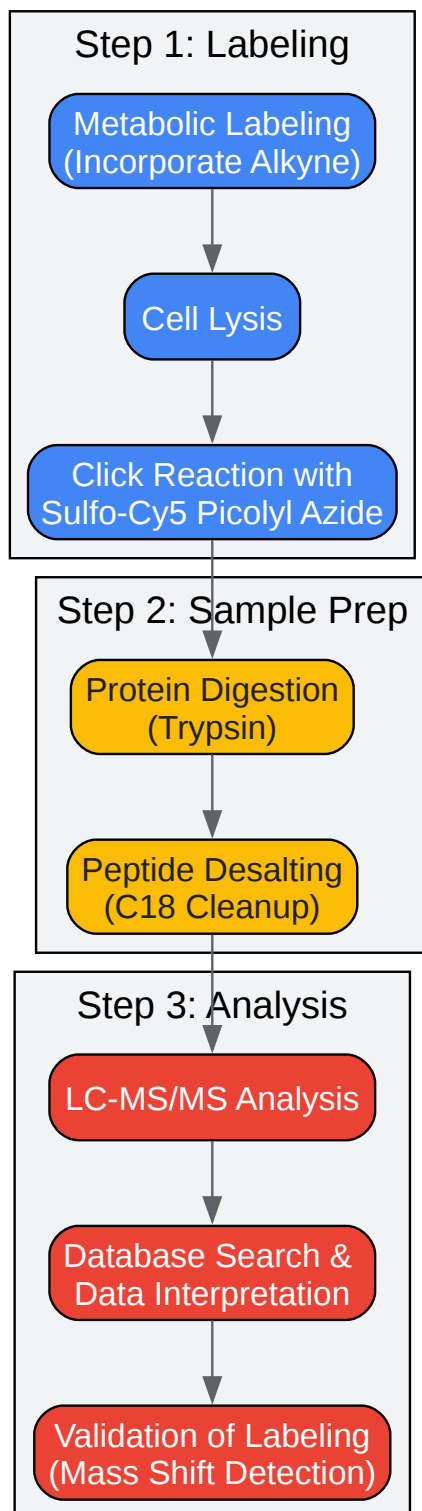 Step 1: Labeling
Metabolic Labeling
(Incorporate Alkyne)
Cell Lysis
Click Reaction with
Sulfo-Cy5 Picolyl Azide
Step 2: Sample Prep
Protein Digestion
(Trypsin)
Peptide Desalting
(C18 Cleanup)
Step 3: Analysis
LC-MS/MS Analysis
Database Search &
Data Interpretation
Validation of Labeling
(Mass Shift Detection)